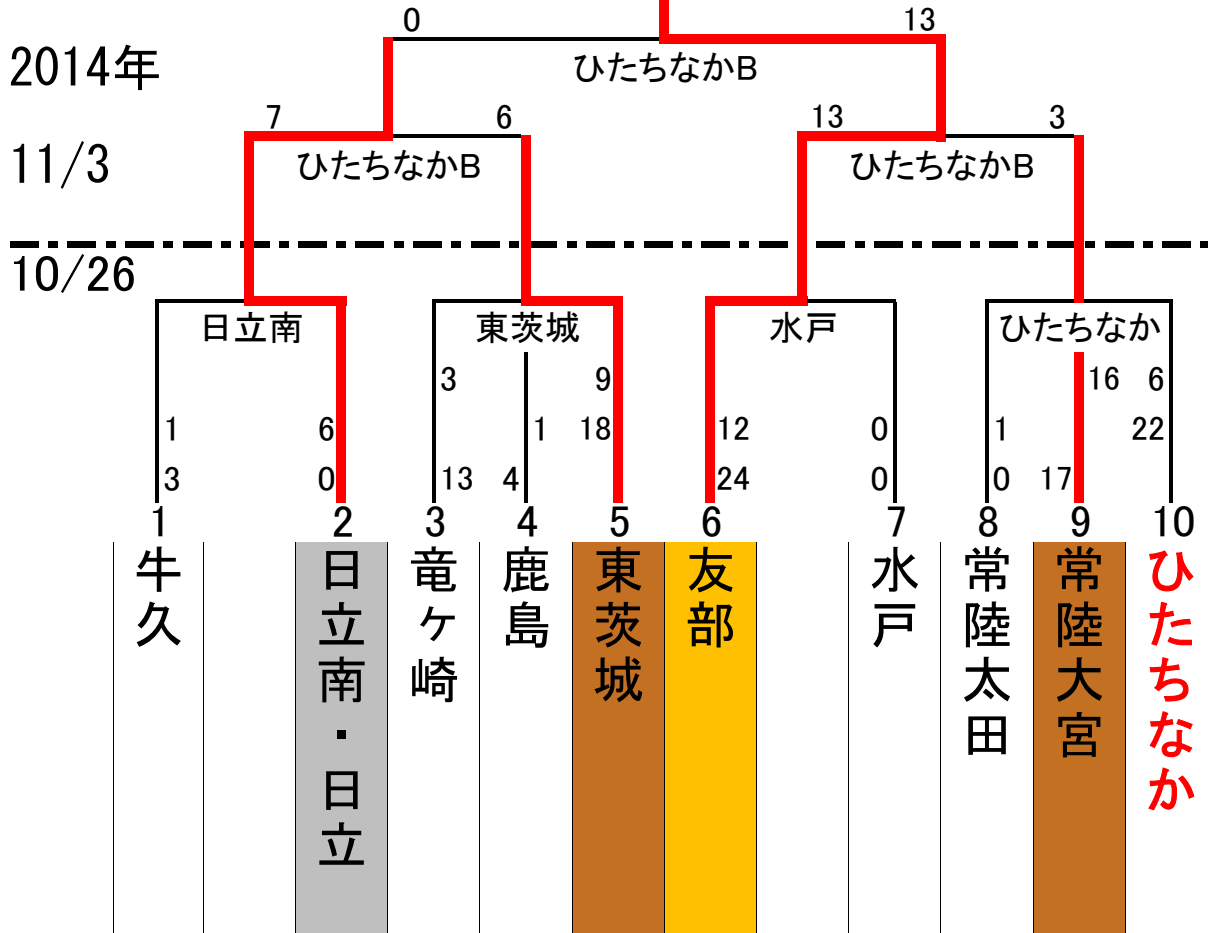 0 13
2014年
ひたちなかB
7 6 13 3
11/3
ひたちなかB ひたちなかB
10/26
日立南 東茨城 水戸 ひたちなか
3 9 16 6
1 6 1 18 12 0 1 22
3 0 13 4 24 0 0 17
1 2 3 4 5 6 7 8 9 10
牛久
日立南・日立
竜ヶ崎
鹿島
東茨城
友部
水戸
常陸太田
常陸大宮
ひたちなか